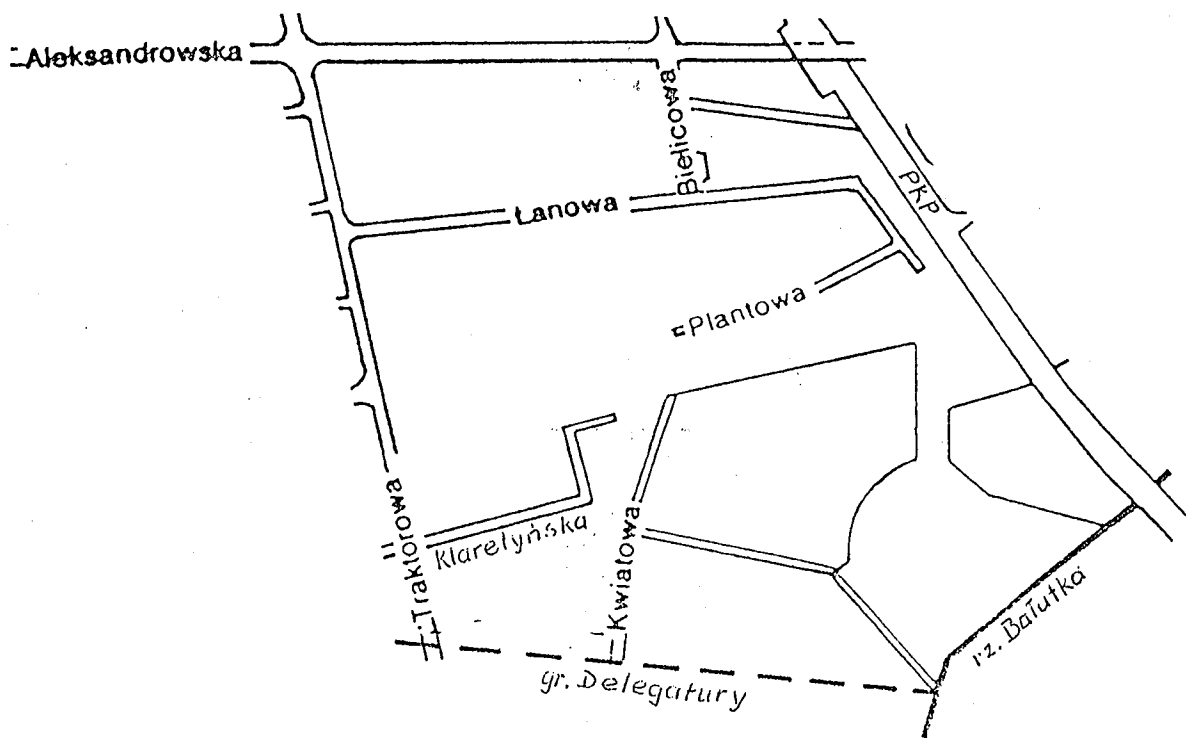 Aleksandrowska
Bielicowa
PKP
Łanowa
Plantowa
Traktorowa
Klaretyńska
Kwiatowa
rz. Bałutka
gr. Delegatury